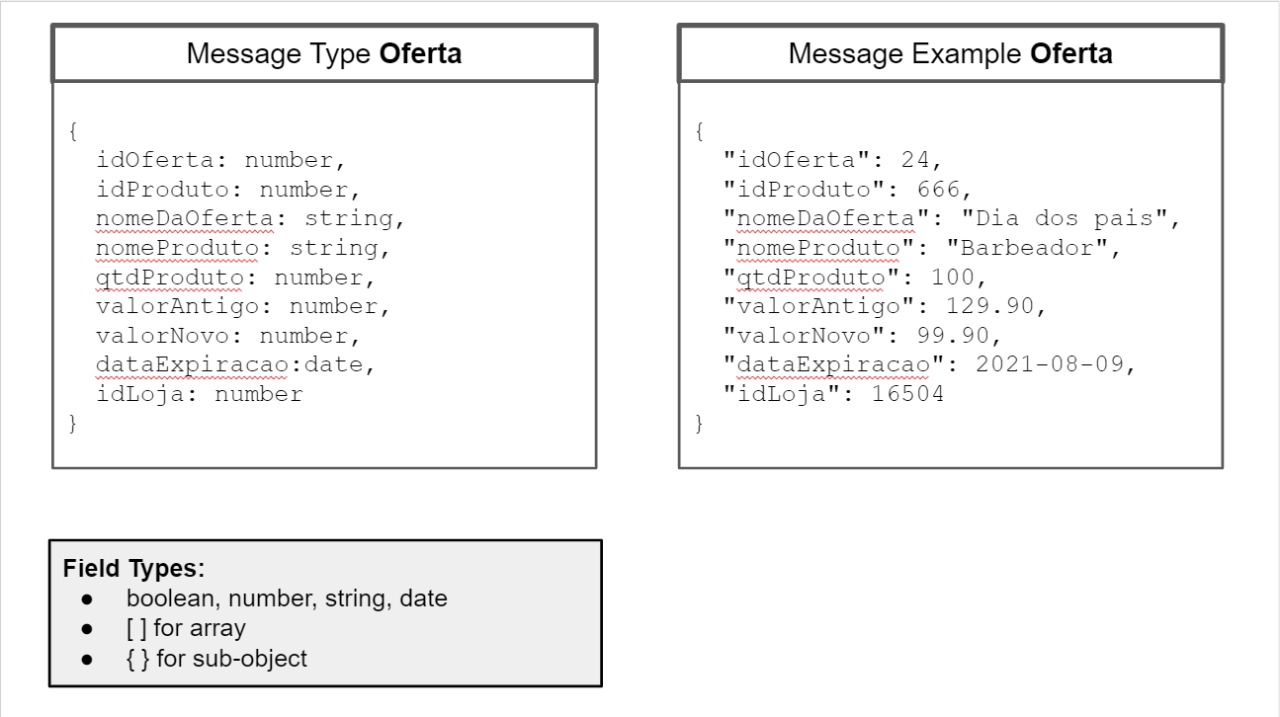 Message Type Oferta
{
idOferta: number,
idProduto: number,
nomeDaOferta: string,
nomeProduto: string,
qtdProduto: number,
valorAntigo: number,
valorNovo: number,
dataExpiracao:date,
idLoja: number
}
Message Example Oferta
{
"idOferta": 24,
"idProduto": 666,
"nomeDaOferta": "Dia dos pais",
"nomeProduto": "Barbeador",
"qtdProduto": 100,
"valorAntigo": 129.90,
"valorNovo": 99.90,
"dataExpiracao": 2021-08-09,
"idLoja": 16504
}
Field Types:
● boolean, number, string, date
● [ ] for array
● { } for sub-object